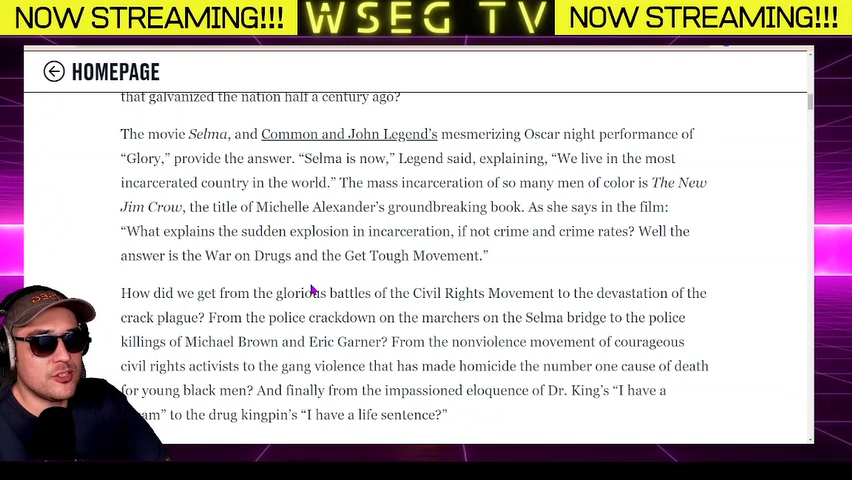 NOW STREAMING!!! WSEG TV NOW STREAMING!!!
HOMEPAGE
that galvanized the nation half a century ago?
The movie Selma, and Common and John Legend's mesmerizing Oscar night performance of
“Glory,” provide the answer. “Selma is now,” Legend said, explaining, “We live in the most
incarcerated country in the world.” The mass incarceration of so many men of color is The New
Jim Crow, the title of Michelle Alexander's groundbreaking book. As she says in the film:
“What explains the sudden explosion in incarceration, if not crime and crime rates? Well the
answer is the War on Drugs and the Get Tough Movement.”
How did we get from the glorious battles of the Civil Rights Movement to the devastation of the
crack plague? From the police crackdown on the marchers on the Selma bridge to the police
killings of Michael Brown and Eric Garner? From the nonviolence movement of courageous
civil rights activists to the gang violence that has made homicide the number one cause of death
for young black men? And finally from the impassioned eloquence of Dr. King's “I have a
to the drug kingpin's “I have a life sentence?”